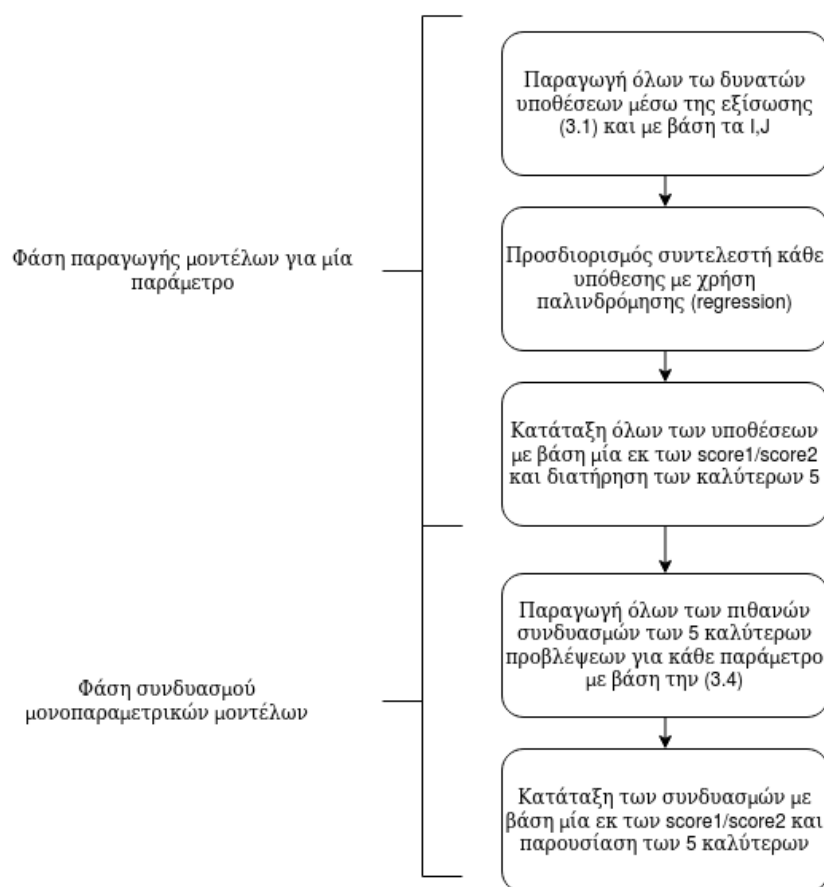 Παραγωγή όλων τω δυνατών
υποθέσεων μέσω της εξίσωσης
(3.1) και με βάση τα I,J
Φάση παραγωγής μοντέλων για μία
παράμετρο
Προσδιορισμός συντελεστή κάθε
υπόθεσης με χρήση
παλινδρόμησης (regression)
Κατάταξη όλων των υποθέσεων
με βάση μία εκ των score1/score2
και διατήρηση των καλύτερων 5
Παραγωγή όλων των πιθανών
συνδυασμών των 5 καλύτερων
προβλέψεων για κάθε παράμετρο
με βάση την (3.4)
Φάση συνδυασμού
μονοπαραμετρικών μοντέλων
Κατάταξη των συνδυασμών με
βάση μία εκ των score1/score2 και
παρουσίαση των 5 καλύτερων